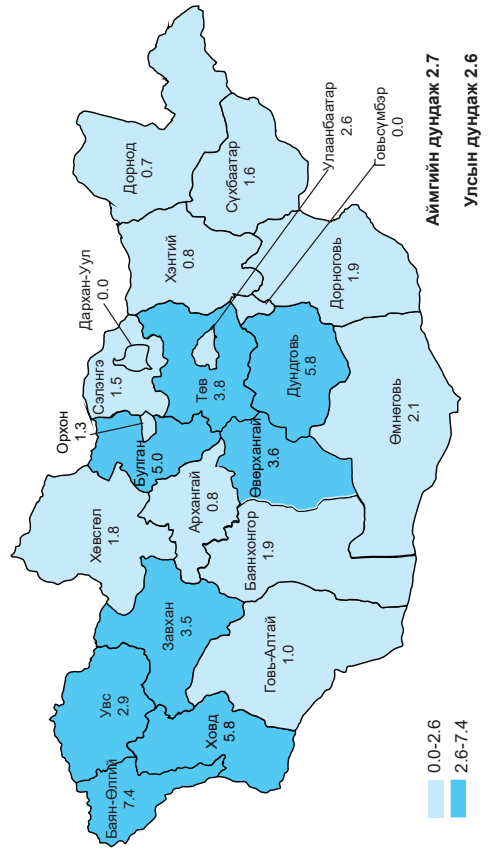 Баян-Өлгий
7.4
Увс
2.9
Ховд
5.8
Завхан
3.5
Говь-Алтай
1.0
Хөвсгөл
1.8
Архангай
0.8
Баянхонгор
1.9
Орхон
1.3
Булган
5.0
Өвөрхангай
3.6
Өмнөговь
2.1
Сэлэнгэ
1.5
Дархан-Уул
0.0
Төв
3.8
Дундговь
5.8
Хэнтий
0.8
Дорноговь
1.9
Дорнод
0.7
Сүхбаатар
1.6
Улаанбаатар
2.6
Говьсүмбэр
0.0
Аймгийн дундаж 2.7
Улсын дундаж 2.6
0.0-2.6
2.6-7.4